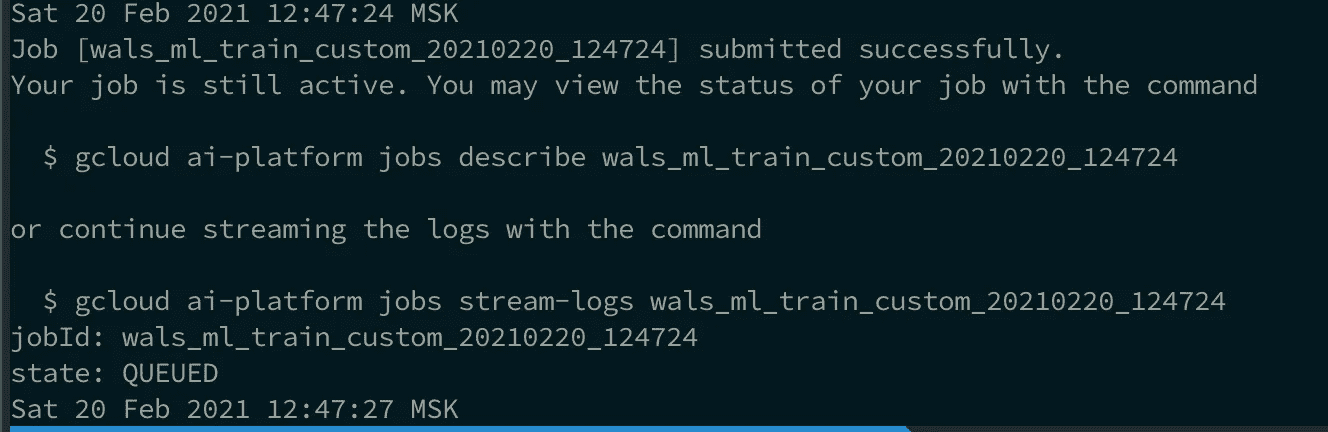 Sat 20 Feb 2021 12:47:24 MSK
Job [wals_ml_train_custom_20210220_124724] submitted successfully.
Your job is still active. You may view the status of your job with the command
$ gcloud ai-platform jobs describe wals_ml_train_custom_20210220_124724
or continue streaming the logs with the command
$ gcloud ai-platform jobs stream-logs wals_ml_train_custom_20210220_124724
jobId: wals_ml_train_custom_20210220_124724
state: QUEUED
Sat 20 Feb 2021 12:47:27 MSK